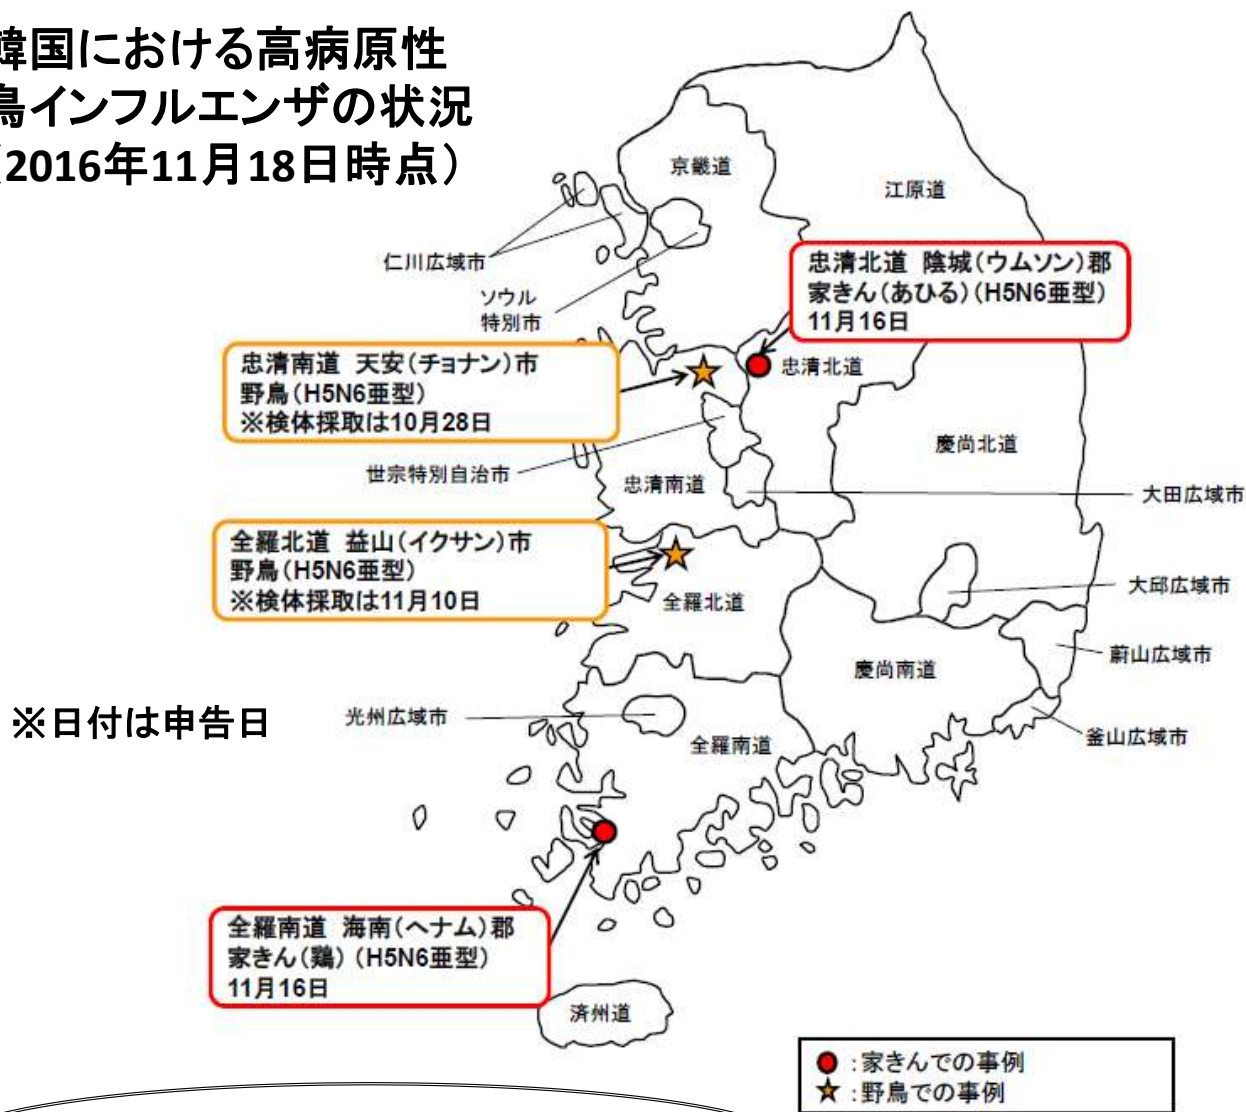 韓国における高病原性
鳥インフルエンザの状況
(2016年11月18日時点)
京畿道
江原道
仁川広域市
ソウル
特別市
忠清北道 陰城(ウムソン)郡
家きん(あひる)(H5N6亜型)
11月16日
忠清南道 天安(チョナン)市
野鳥(H5N6亜型)
※検体採取は10月28日
忠清北道
慶尚北道
世宗特別自治市
忠清南道
大田広域市
全羅北道 益山(イクサン)市
野鳥(H5N6亜型)
※検体採取は11月10日
全羅北道
大邱広域市
蔚山広域市
慶尚南道
※日付は申告日
光州広域市
全羅南道
釜山広域市
全羅南道 海南(ヘナム)郡
家きん(鶏)(H5N6亜型)
11月16日
済州道
:家きんでの事例
:野鳥での事例